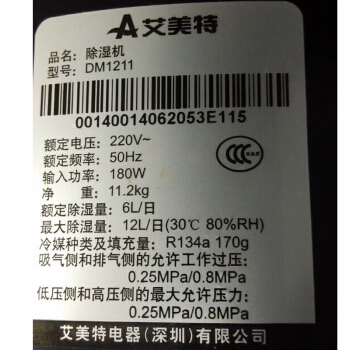 艾美特
品名：除湿机
型号：DM1211
00140014062053E115
额定电压：220V~
额定频率：50Hz
输入功率：180W
净 重：11.2kg
额定除湿量：6L/日
最大除湿量：12L/日(30℃ 80%RH)
冷媒种类及填充量：R134a 170g
吸气侧和排气侧的允许工作过压：
0.25MPa/0.8MPa
低压侧和高压侧的最大允许压力：
0.25MPa/0.8MPa
艾美特电器(深圳)有限公司